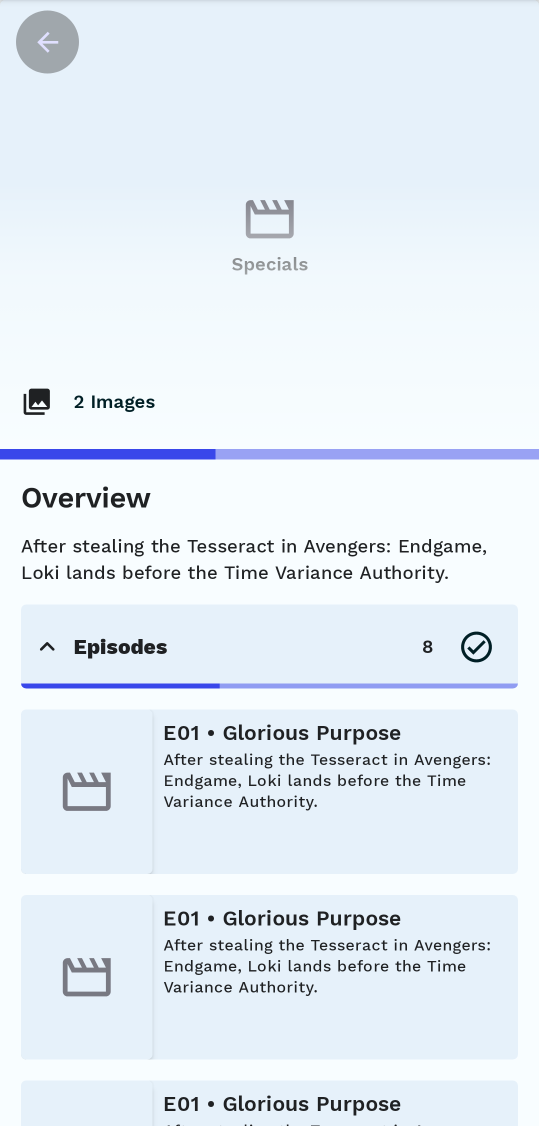 Specials
2 Images
Overview
After stealing the Tesseract in Avengers: Endgame,
Loki lands before the Time Variance Authority.
Episodes 8
E01 • Glorious Purpose
After stealing the Tesseract in Avengers:
Endgame, Loki lands before the Time
Variance Authority.
E01 • Glorious Purpose
After stealing the Tesseract in Avengers:
Endgame, Loki lands before the Time
Variance Authority.
E01 • Glorious Purpose